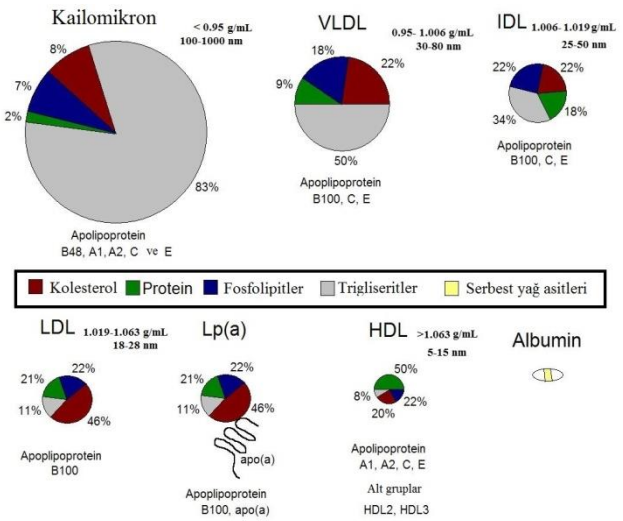 Kailomikron
< 0.95 g/mL
100-1000 nm
8%
7%
2%
83%
Apolipoprotein
B48, A1, A2, C ve E
VLDL
0.95- 1.006 g/mL
30-80 nm
18%
22%
9%
50%
Apoplipoprotein
B100, C, E
IDL
1.006- 1.019 g/mL
25-50 nm
22%
22%
34%
18%
Apolipoprotein
B100, C, E
Kolesterol
Protein
Fosfolipitler
Trigliseritler
Serbest yağ asitleri
LDL
1.019-1.063 g/mL
18-28 nm
21%
22%
11%
46%
Apoplipoprotein
B100
Lp(a)
21%
22%
11%
46%
apo(a)
Apoplipoprotein
B100, apo(a)
HDL
>1.063 g/mL
5-15 nm
50%
8%
22%
20%
Apolipoprotein
A1, A2, C, E
Alt gruplar
HDL2, HDL3
Albumin